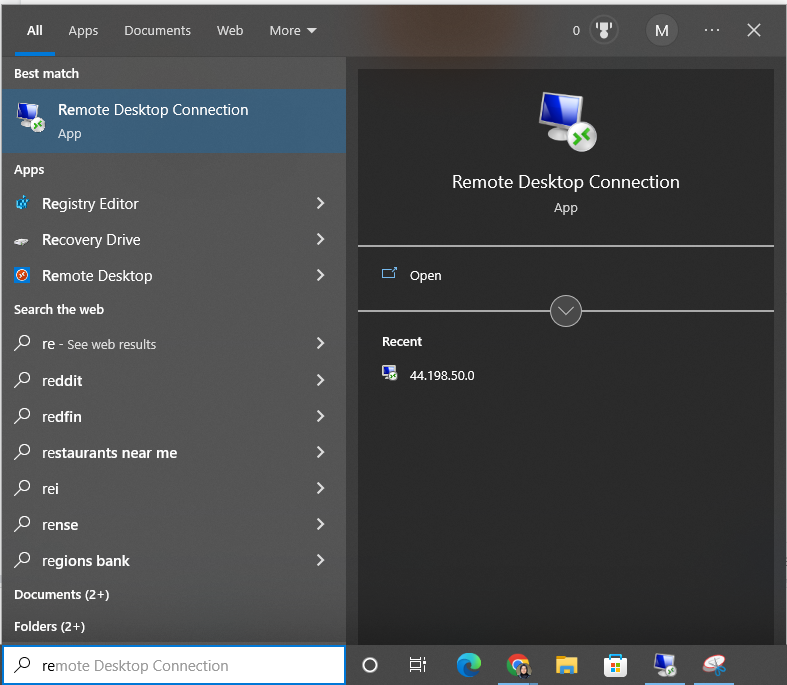 All Apps Documents Web More 0 M ...
Best match
Remote Desktop Connection
App
Apps
Registry Editor
Recovery Drive
Remote Desktop
Search the web
re - See web results
reddit
redfin
restaurants near me
rei
rense
regions bank
Documents (2+)
Folders (2+)
remote Desktop Connection
Remote Desktop Connection
App
Open
Recent
44.198.50.0